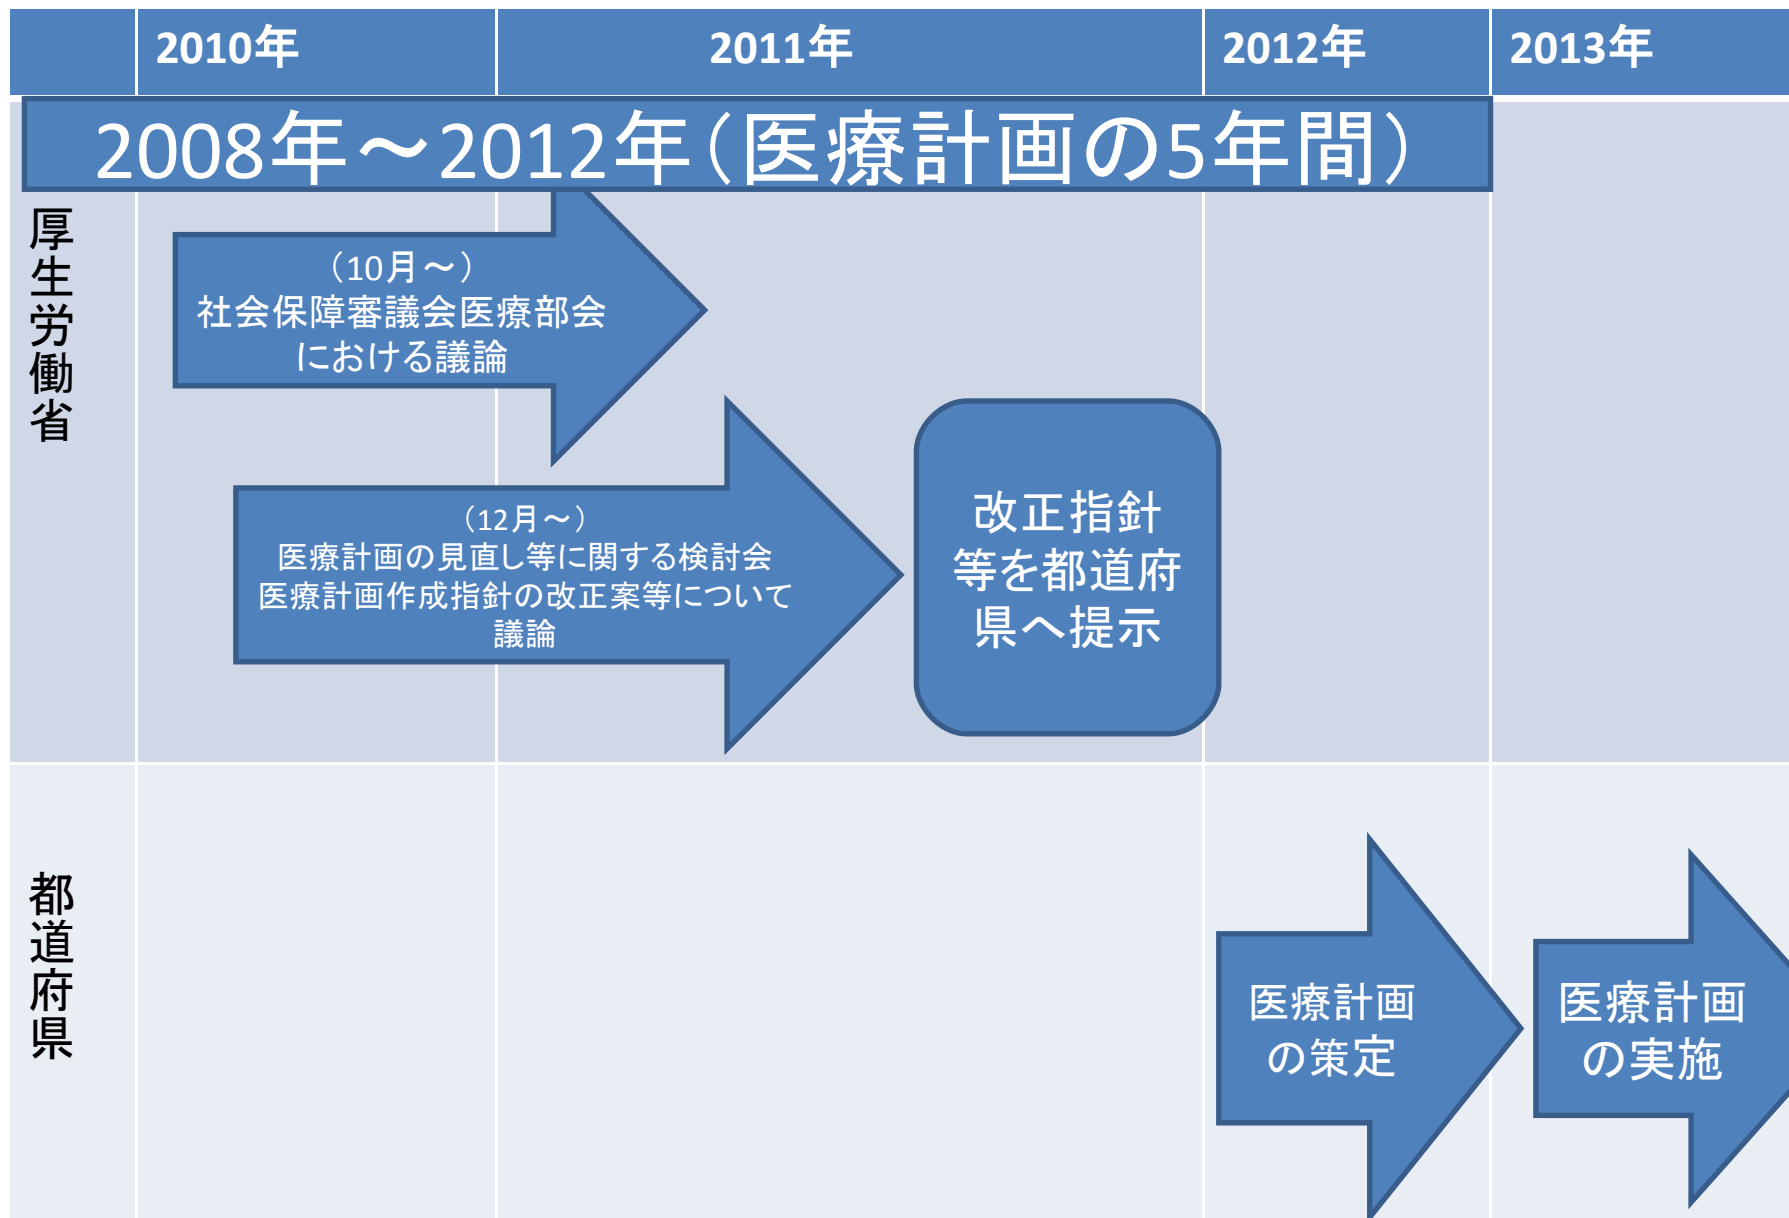 2010年
2011年
2012年
2013年
2008年～2012年（医療計画の5年間）
厚生労働省
（10月～）
社会保障審議会医療部会
における議論
（12月～）
医療計画の見直し等に関する検討会
医療計画作成指針の改正案等について
議論
改正指針
等を都道府
県へ提示
都道府県
医療計画
の策定
医療計画
の実施